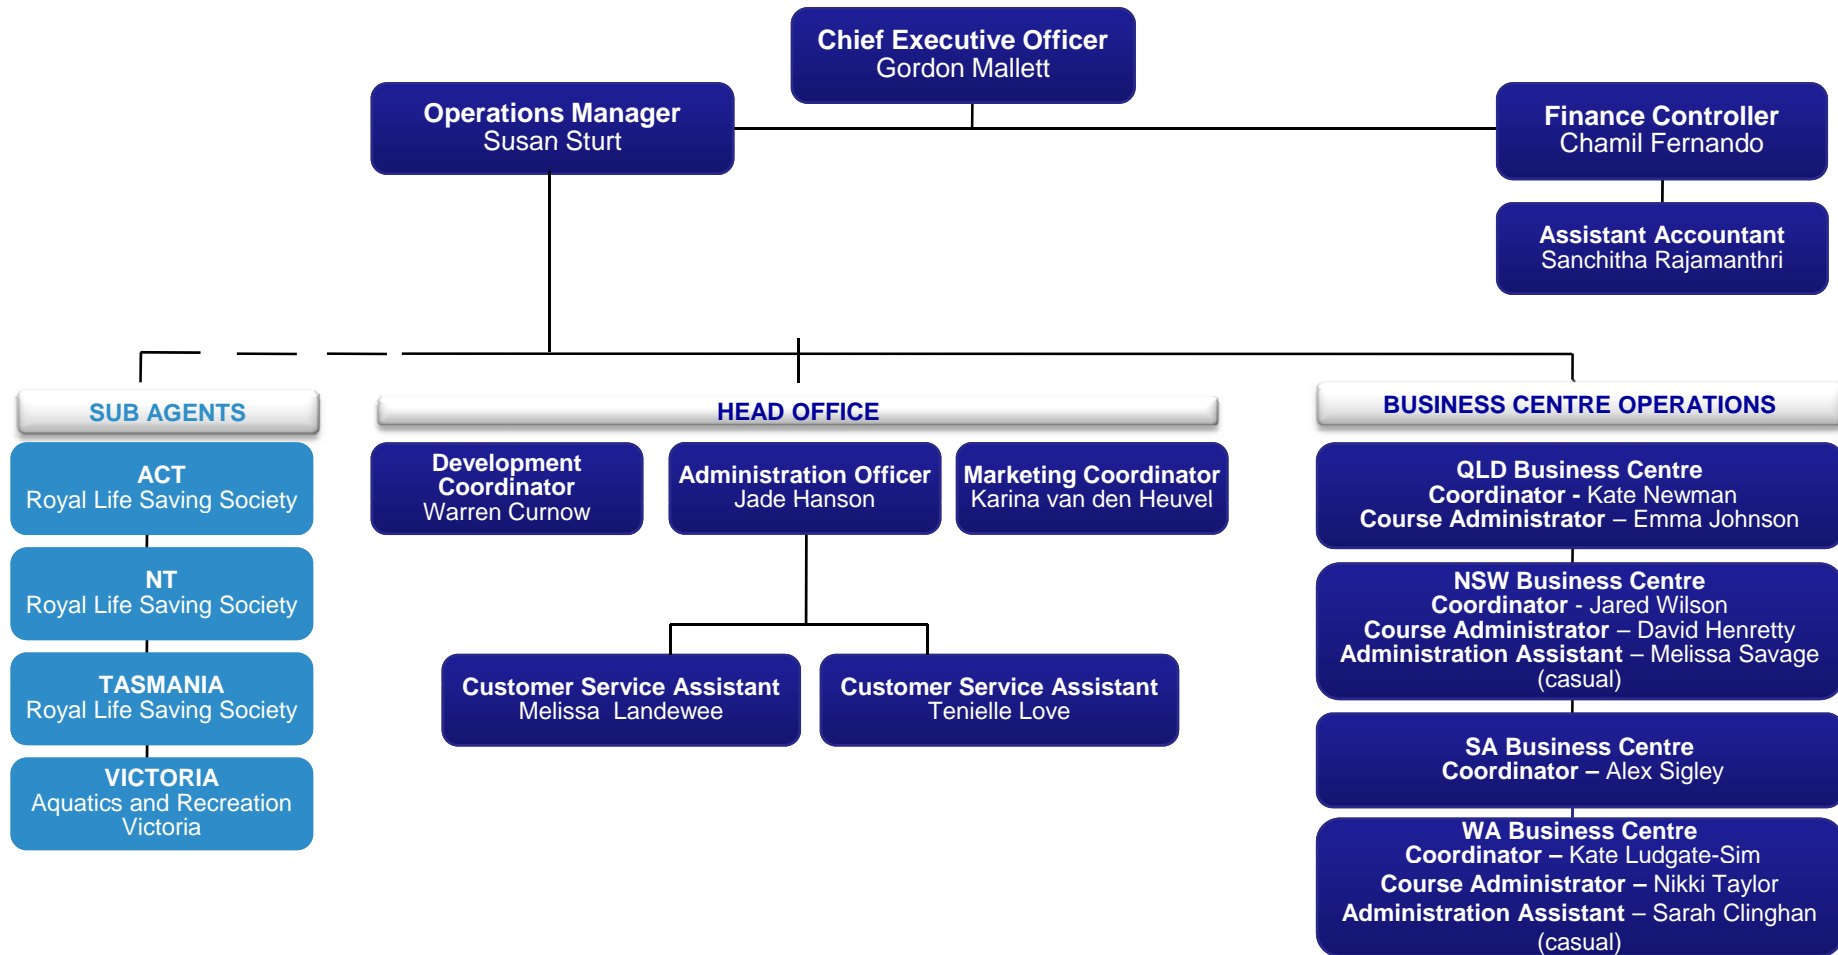 Chief Executive Officer
Gordon Mallett
Operations Manager
Susan Sturt
Finance Controller
Chamil Fernando
Assistant Accountant
Sanchitha Rajamanthri
SUB AGENTS
ACT
Royal Life Saving Society
NT
Royal Life Saving Society
TASMANIA
Royal Life Saving Society
VICTORIA
Aquatics and Recreation
Victoria
HEAD OFFICE
Development
Coordinator
Warren Curnow
Administration Officer
Jade Hanson
Marketing Coordinator
Karina van den Heuvel
Customer Service Assistant
Melissa Landewee
Customer Service Assistant
Tenielle Love
BUSINESS CENTRE OPERATIONS
QLD Business Centre
Coordinator - Kate Newman
Course Administrator – Emma Johnson
NSW Business Centre
Coordinator - Jared Wilson
Course Administrator – David Henretty
Administration Assistant – Melissa Savage
(casual)
SA Business Centre
Coordinator – Alex Sigley
WA Business Centre
Coordinator – Kate Ludgate-Sim
Course Administrator – Nikki Taylor
Administration Assistant – Sarah Clinghan
(casual)